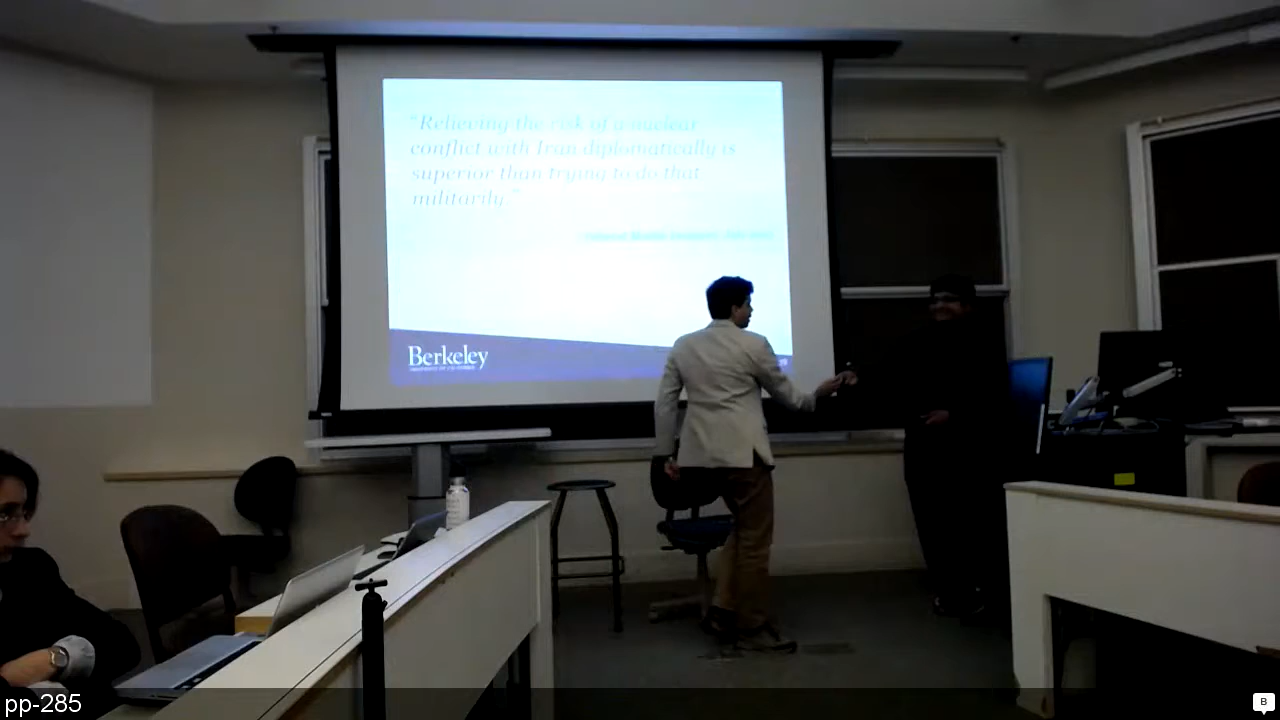 "Relieving the risk of a nuclear
conflict with Iran diplomatically is
superior than trying to do that
militarily."
Berkeley
pp-285
B